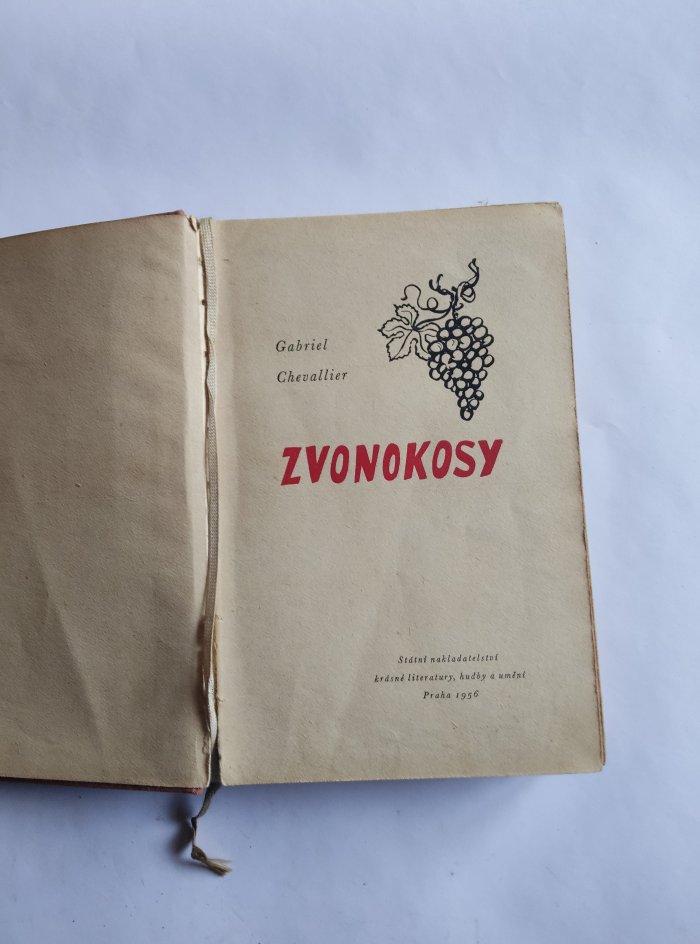 Gabriel
Chevallier
ZVONOKOSY
Státní nakladatelství
krásné literatury, hudby a umění
Praha 1956